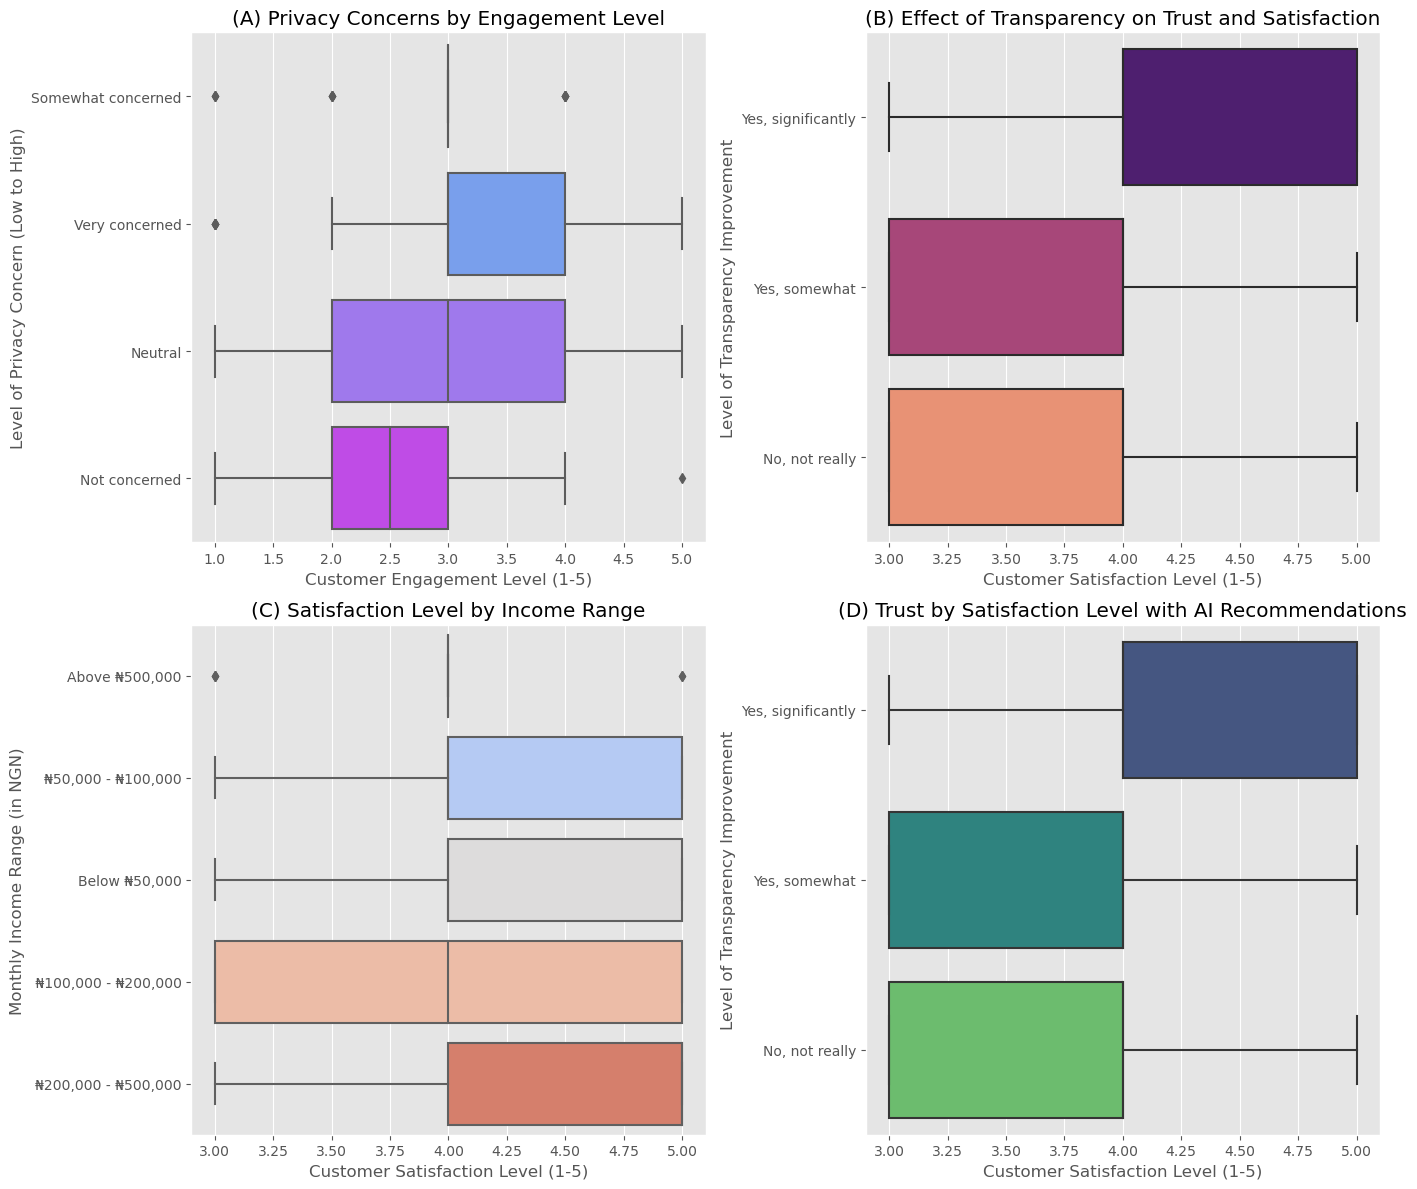 (A) Privacy Concerns by Engagement Level
Level of Privacy Concern (Low to High)
Somewhat concerned
Very concerned
Neutral
Not concerned
1.0 1.5 2.0 2.5 3.0 3.5 4.0 4.5 5.0
Customer Engagement Level (1-5)
(B) Effect of Transparency on Trust and Satisfaction
Level of Transparency Improvement
Yes, significantly
Yes, somewhat
No, not really
3.00 3.25 3.50 3.75 4.00 4.25 4.50 4.75 5.00
Customer Satisfaction Level (1-5)
(C) Satisfaction Level by Income Range
Monthly Income Range (in NGN)
Above ₦500,000
₦50,000 - ₦100,000
Below ₦50,000
₦100,000 - ₦200,000
₦200,000 - ₦500,000
3.00 3.25 3.50 3.75 4.00 4.25 4.50 4.75 5.00
Customer Satisfaction Level (1-5)
(D) Trust by Satisfaction Level with AI Recommendations
Level of Transparency Improvement
Yes, significantly
Yes, somewhat
No, not really
3.00 3.25 3.50 3.75 4.00 4.25 4.50 4.75 5.00
Customer Satisfaction Level (1-5)